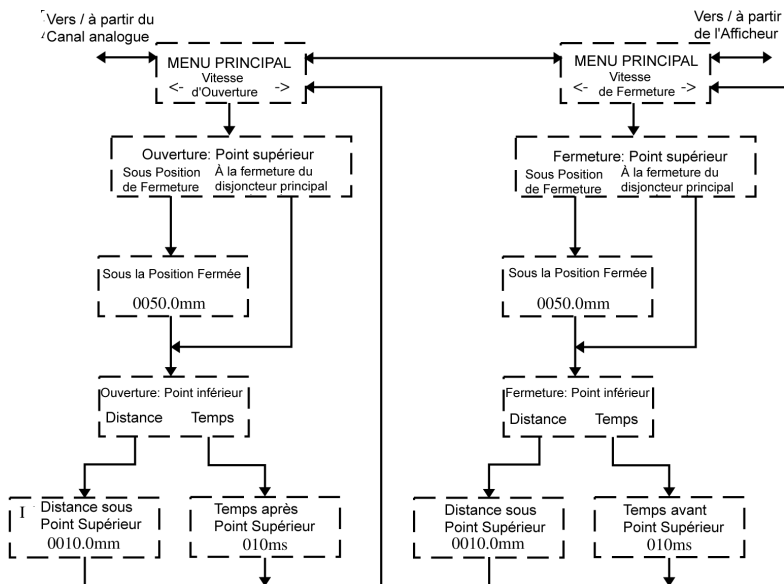 Vers / à partir du
Canal analogue
MENU PRINCIPAL
Vitesse
<- d'Ouverture ->
Ouverture: Point supérieur
Sous Position
de Fermeture
À la fermeture du
disjoncteur principal
Sous la Position Fermée
0050.0mm
Ouverture: Point inférieur
Distance Temps
I Distance sous
Point Supérieur
0010.0mm
Temps après
Point Supérieur
010ms
Vers / à partir
de l'Afficheur
MENU PRINCIPAL
Vitesse
<- de Fermeture ->
Fermeture: Point supérieur
Sous Position
de Fermeture
À la fermeture du
disjoncteur principal
Sous la Position Fermée
0050.0mm
Fermeture: Point inférieur
Distance Temps
Distance sous
Point Supérieur
0010.0mm
Temps avant
Point Supérieur
010ms